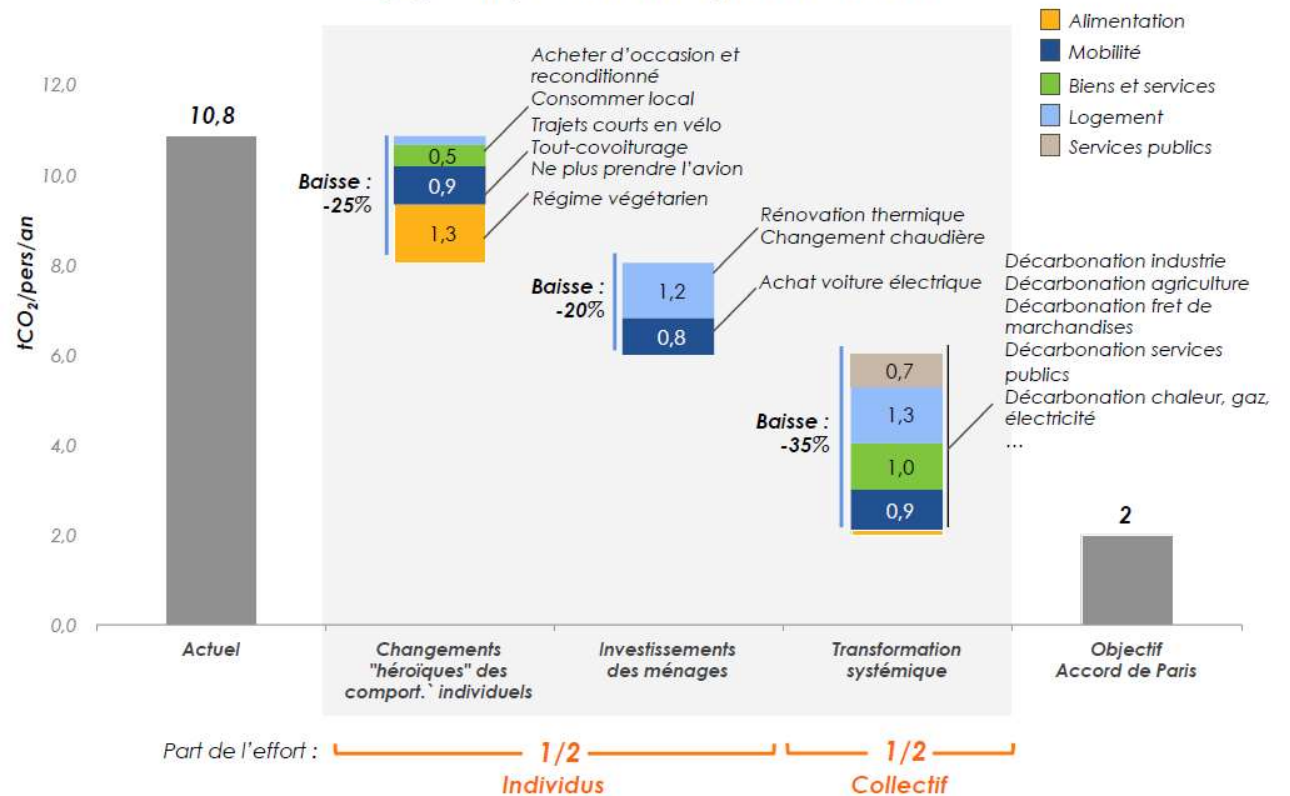 Alimentation
Mobilité
Biens et services
Logement
Services publics
tCO₂/pers/an
12,0
10,0
8,0
6,0
4,0
2,0
0,0
10,8
Baisse :
-25%
0,5
0,9
1,3
Acheter d'occasion et
reconditionné
Consommer local
Trajets courts en vélo
Tout-covoiturage
Ne plus prendre l'avion
Régime végétarien
Baisse :
-20%
1,2
0,8
Rénovation thermique
Changement chaudière
Achat voiture électrique
Baisse :
-35%
0,7
1,3
1,0
0,9
Décarbonation industrie
Décarbonation agriculture
Décarbonation fret de
marchandises
Décarbonation services
publics
Décarbonation chaleur, gaz,
électricité
...
2
Actuel
Changements
"héroïques" des
comport.` individuels
Investissements
des ménages
Transformation
systémique
Objectif
Accord de Paris
Part de l'effort :
1/2
Individus
1/2
Collectif